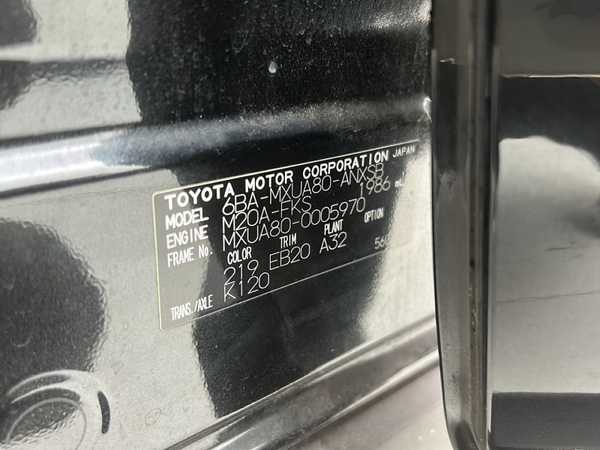 TOYOTA MOTOR CORPORATION JAPAN
MODEL 6BA-MXUA80-ANXSB
ENGINE M20A-FKS 1986 mL
FRAME No. MXUA80-0005970
COLOR TRIM PLANT OPTION
219 EB20 A32
TRANS./AXLE K120